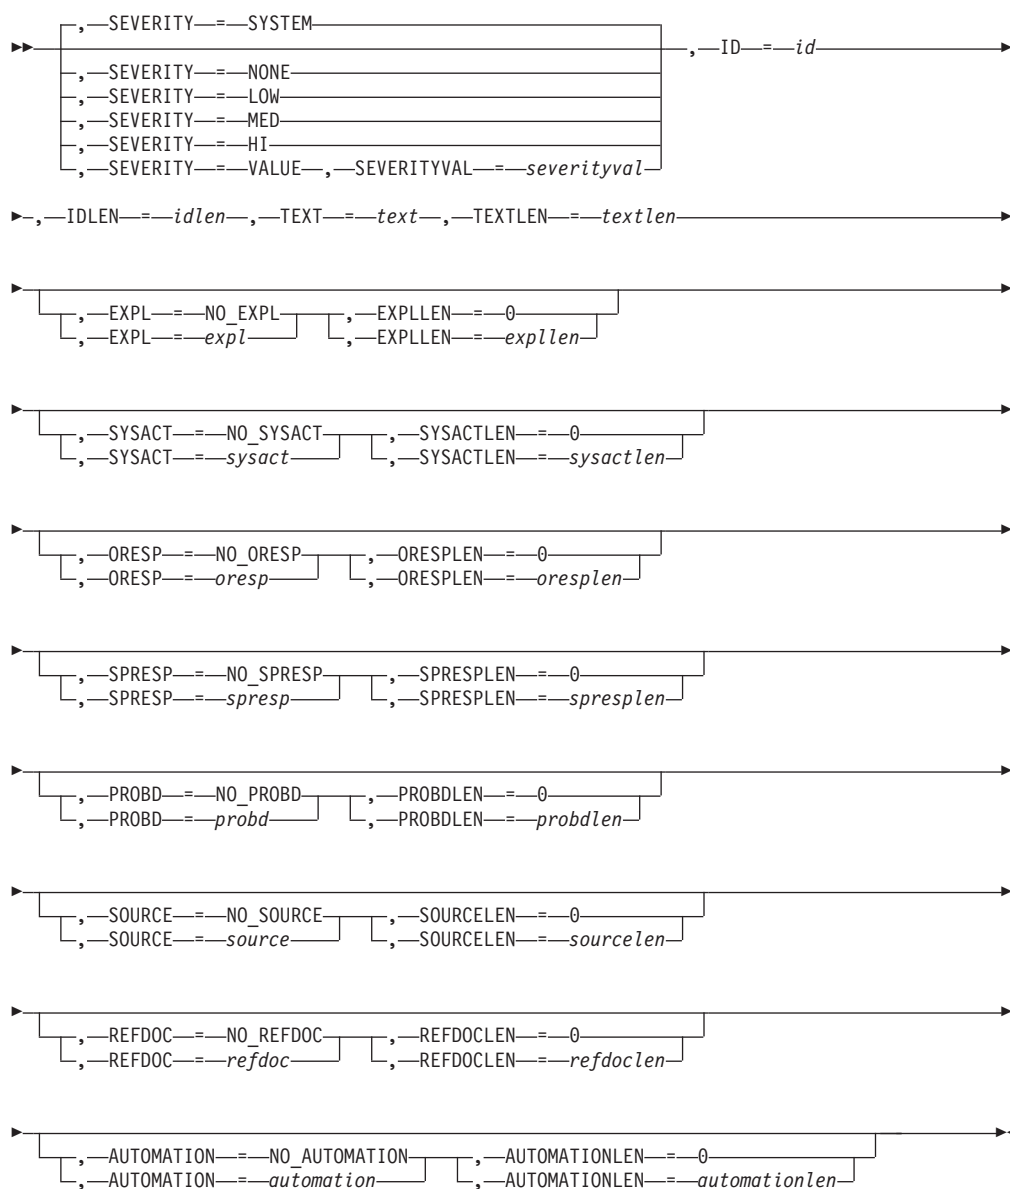 , SEVERITY = SYSTEM
, ID = id
, SEVERITY = NONE
, SEVERITY = LOW
, SEVERITY = MED
, SEVERITY = HI
, SEVERITY = VALUE , SEVERITYVAL = severityval
, IDLEN = idlen , TEXT = text , TEXTLEN = textlen
, EXPL = NO_EXPL , EXPLLEN = 0
, EXPL = expl , EXPLLEN = expllen
, SYSACT = NO_SYSACT , SYSACTLEN = 0
, SYSACT = sysact , SYSACTLEN = sysactlen
, ORESP = NO_ORESP , ORESPLEN = 0
, ORESP = oresp , ORESPLEN = oresplen
, SPRESP = NO_SPRESP , SPRESPLEN = 0
, SPRESP = spresp , SPRESPLEN = spresplen
, PROBD = NO_PROBD , PROBDLEN = 0
, PROBD = probd , PROBDLEN = probdlen
, SOURCE = NO_SOURCE , SOURCELEN = 0
, SOURCE = source , SOURCELEN = sourcelen
, REFDOC = NO_REFDOC , REFDOCLEN = 0
, REFDOC = refdoc , REFDOCLEN = refdoclen
, AUTOMATION = NO_AUTOMATION , AUTOMATIONLEN = 0
, AUTOMATION = automation , AUTOMATIONLEN = automationlen